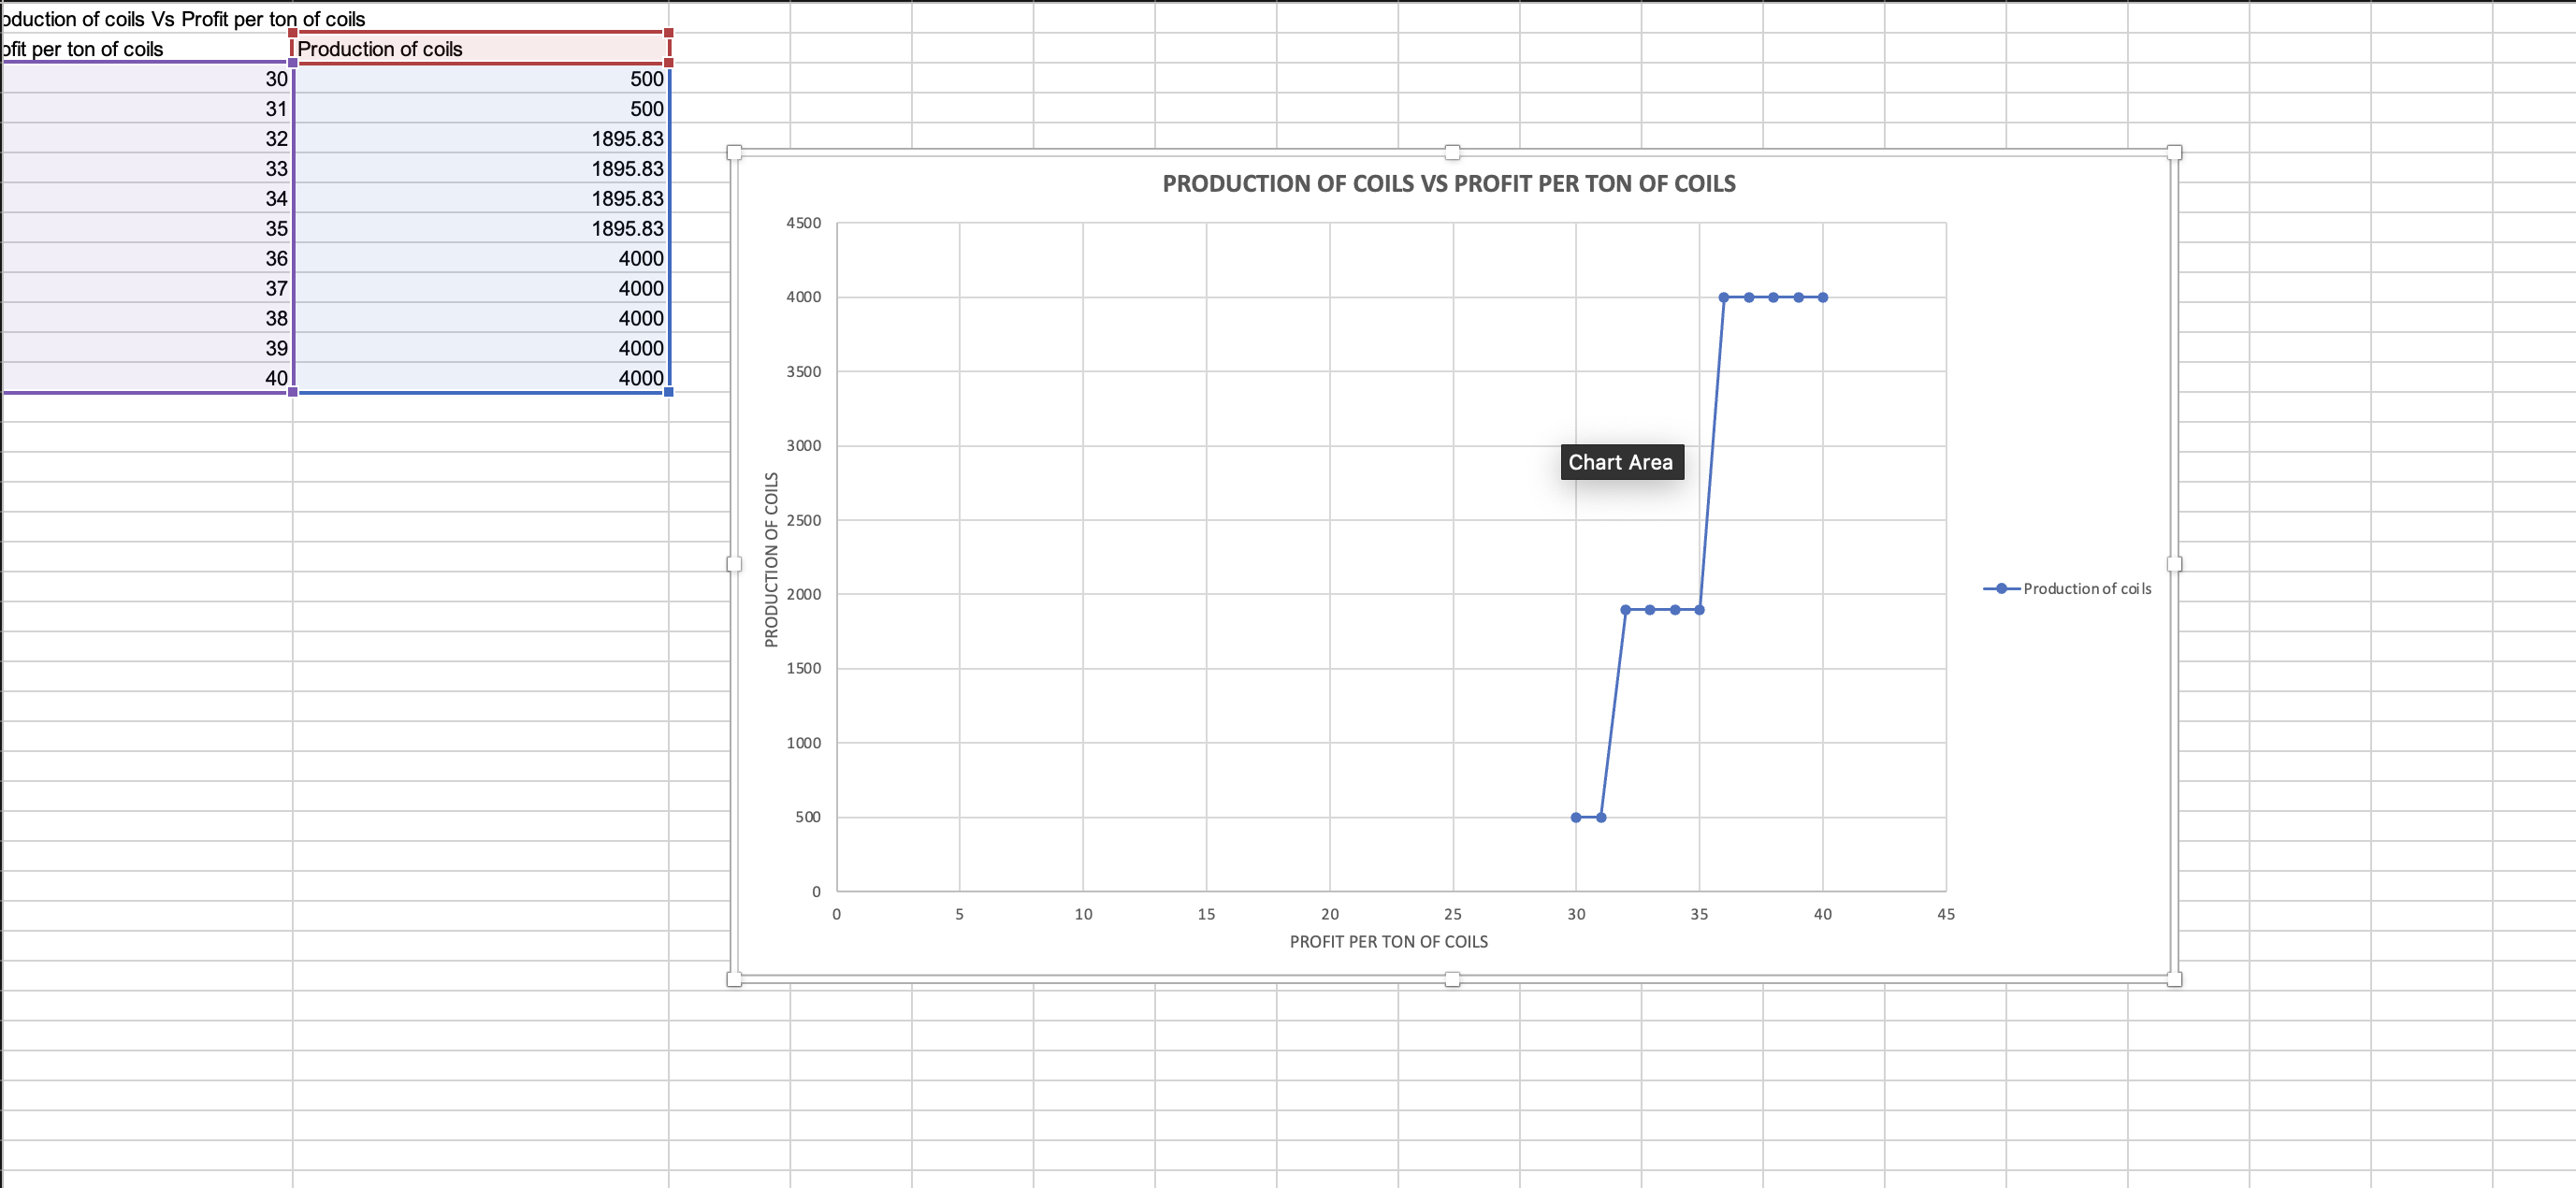 oduction of coils Vs Profit per ton of coils
ofit per ton of coils Production of coils
30 500
31 500
32 1895.83
33 1895.83
34 1895.83
35 1895.83
36 4000
37 4000
38 4000
39 4000
40 4000
PRODUCTION OF COILS VS PROFIT PER TON OF COILS
4500
4000
3500
3000
2500
2000
1500
1000
500
0
PRODUCTION OF COILS
Chart Area
Production of coils
0 5 10 15 20 25 30 35 40 45
PROFIT PER TON OF COILS